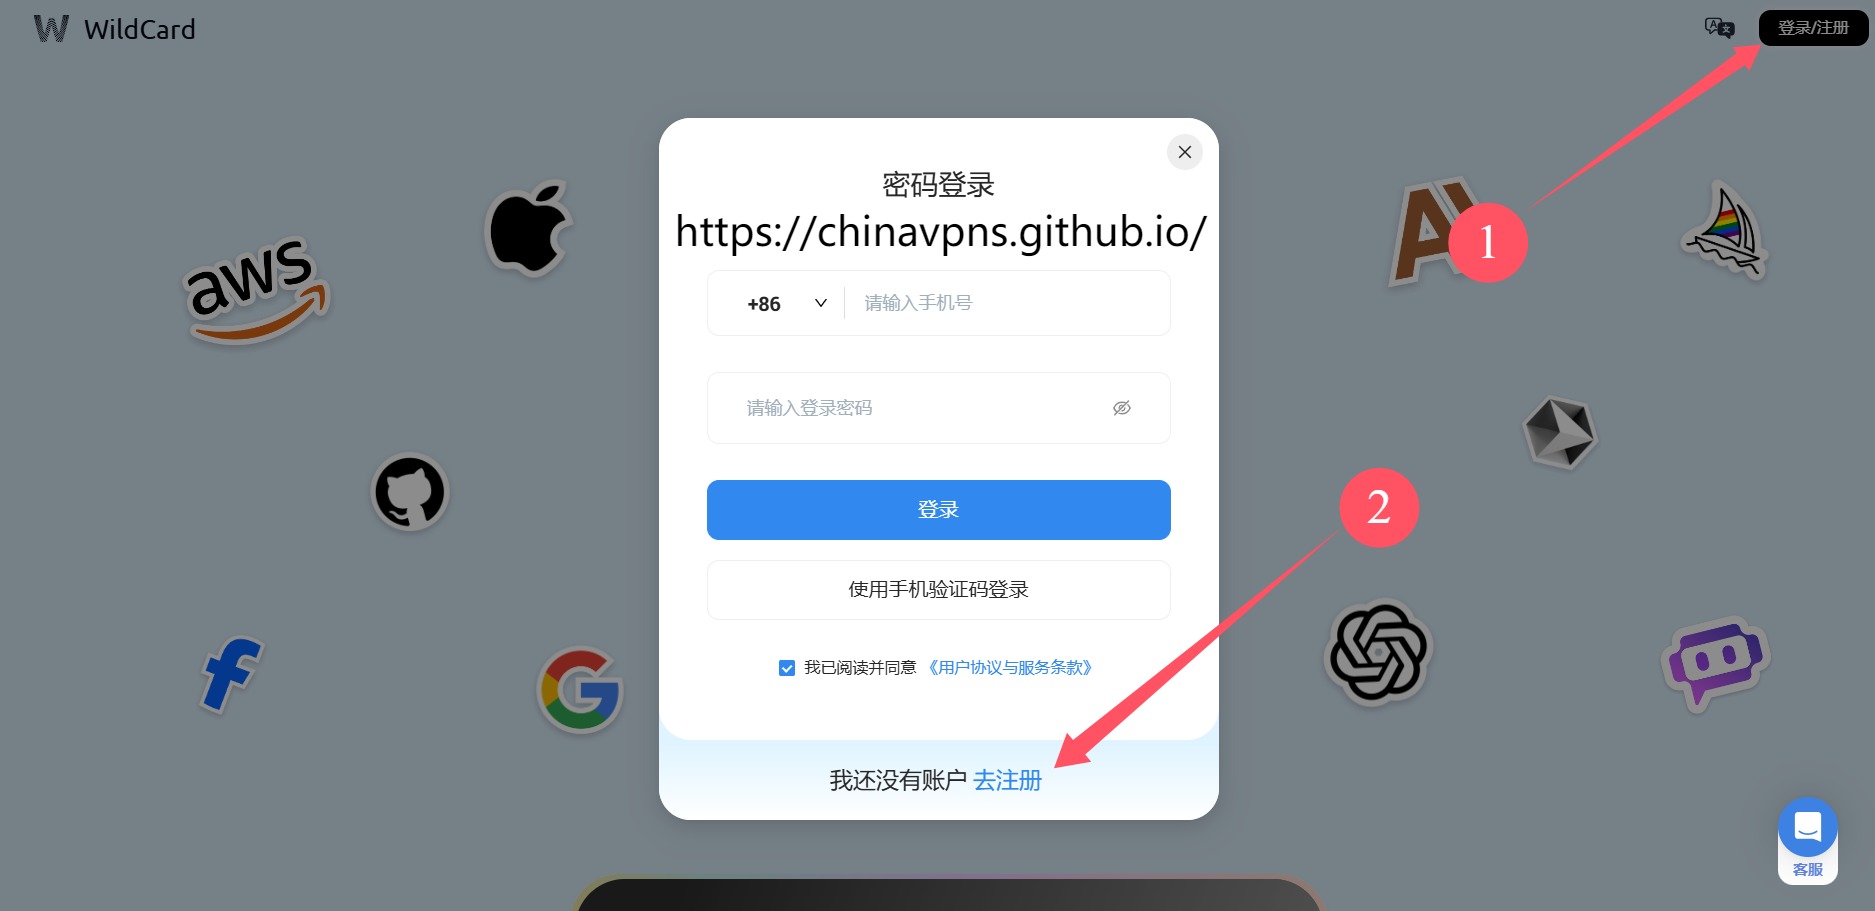 WildCard
登录/注册
密码登录
https://chinavpns.github.io/
+86 请输入手机号
请输入登录密码
登录
使用手机验证码登录
我已阅读并同意 《用户协议与服务条款》
我还没有账户 去注册
1
2
aws
客服